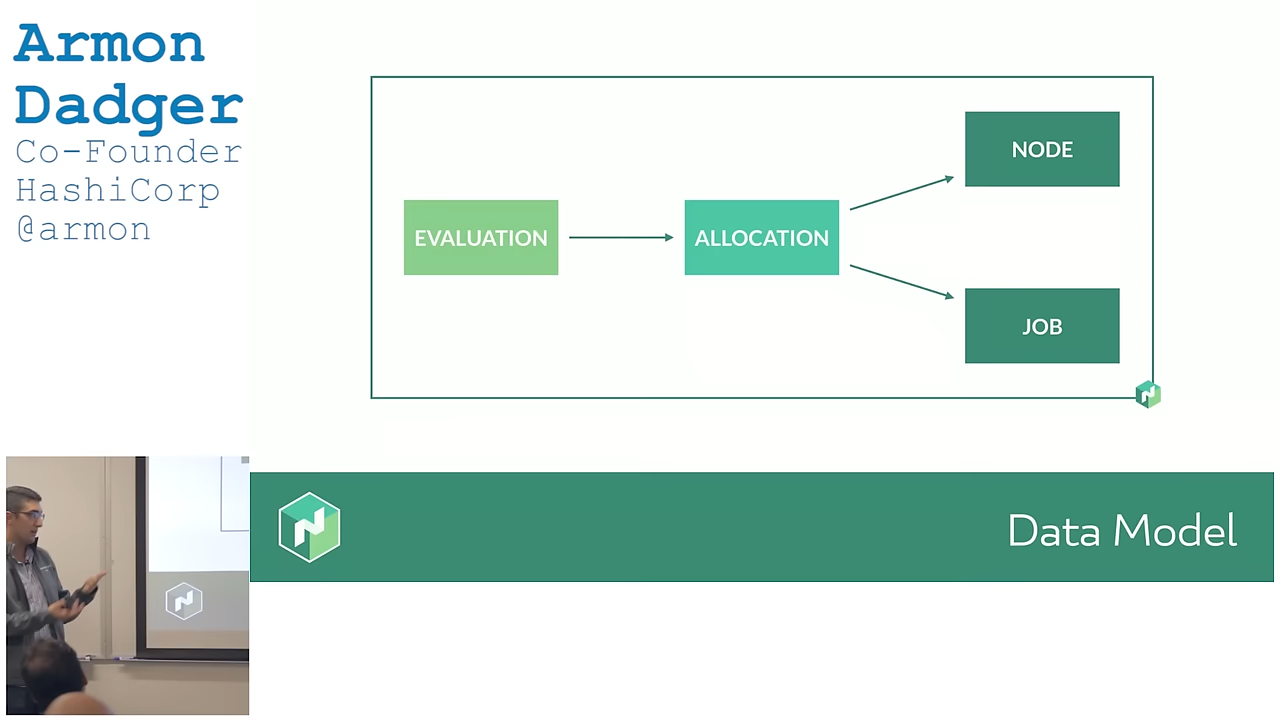 Armon
Dadger
Co-Founder
HashiCorp
@armon
EVALUATION
ALLOCATION
NODE
JOB
Data Model